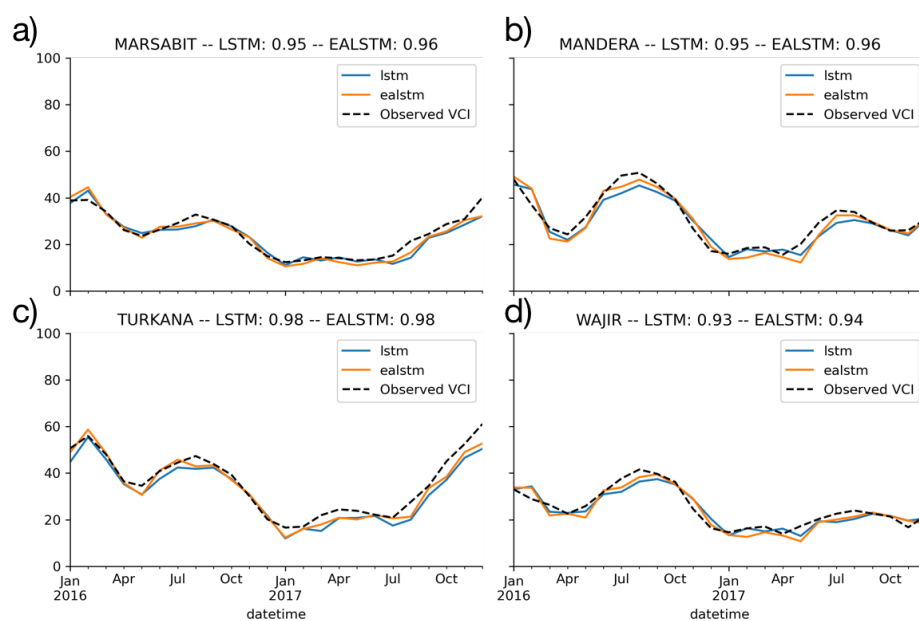 a)
MARSABIT -- LSTM: 0.95 -- EALSTM: 0.96
100
80
60
40
20
0
lstm
ealstm
Observed VCI
b)
MANDERA -- LSTM: 0.95 -- EALSTM: 0.96
lstm
ealstm
Observed VCI
c)
TURKANA -- LSTM: 0.98 -- EALSTM: 0.98
100
80
60
40
20
0
lstm
ealstm
Observed VCI
Jan
2016
Apr
Jul
Oct
Jan
2017
Apr
Jul
Oct
datetime
d)
WAJIR -- LSTM: 0.93 -- EALSTM: 0.94
lstm
ealstm
Observed VCI
Jan
2016
Apr
Jul
Oct
Jan
2017
Apr
Jul
Oct
datetime